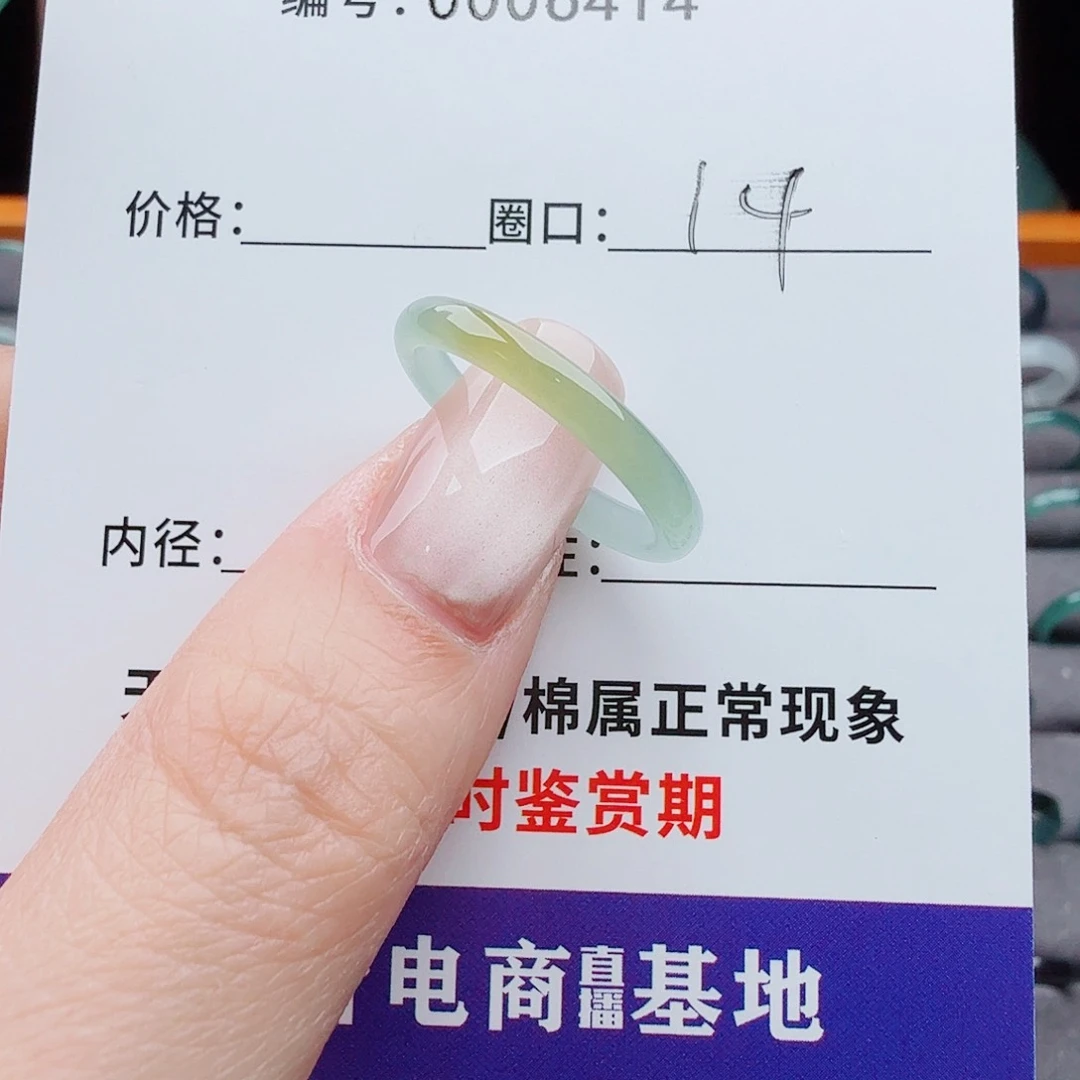 编号: 0006414
价格: 圈口: 14
内径:
棉属正常现象
时鉴赏期
电商直播基地